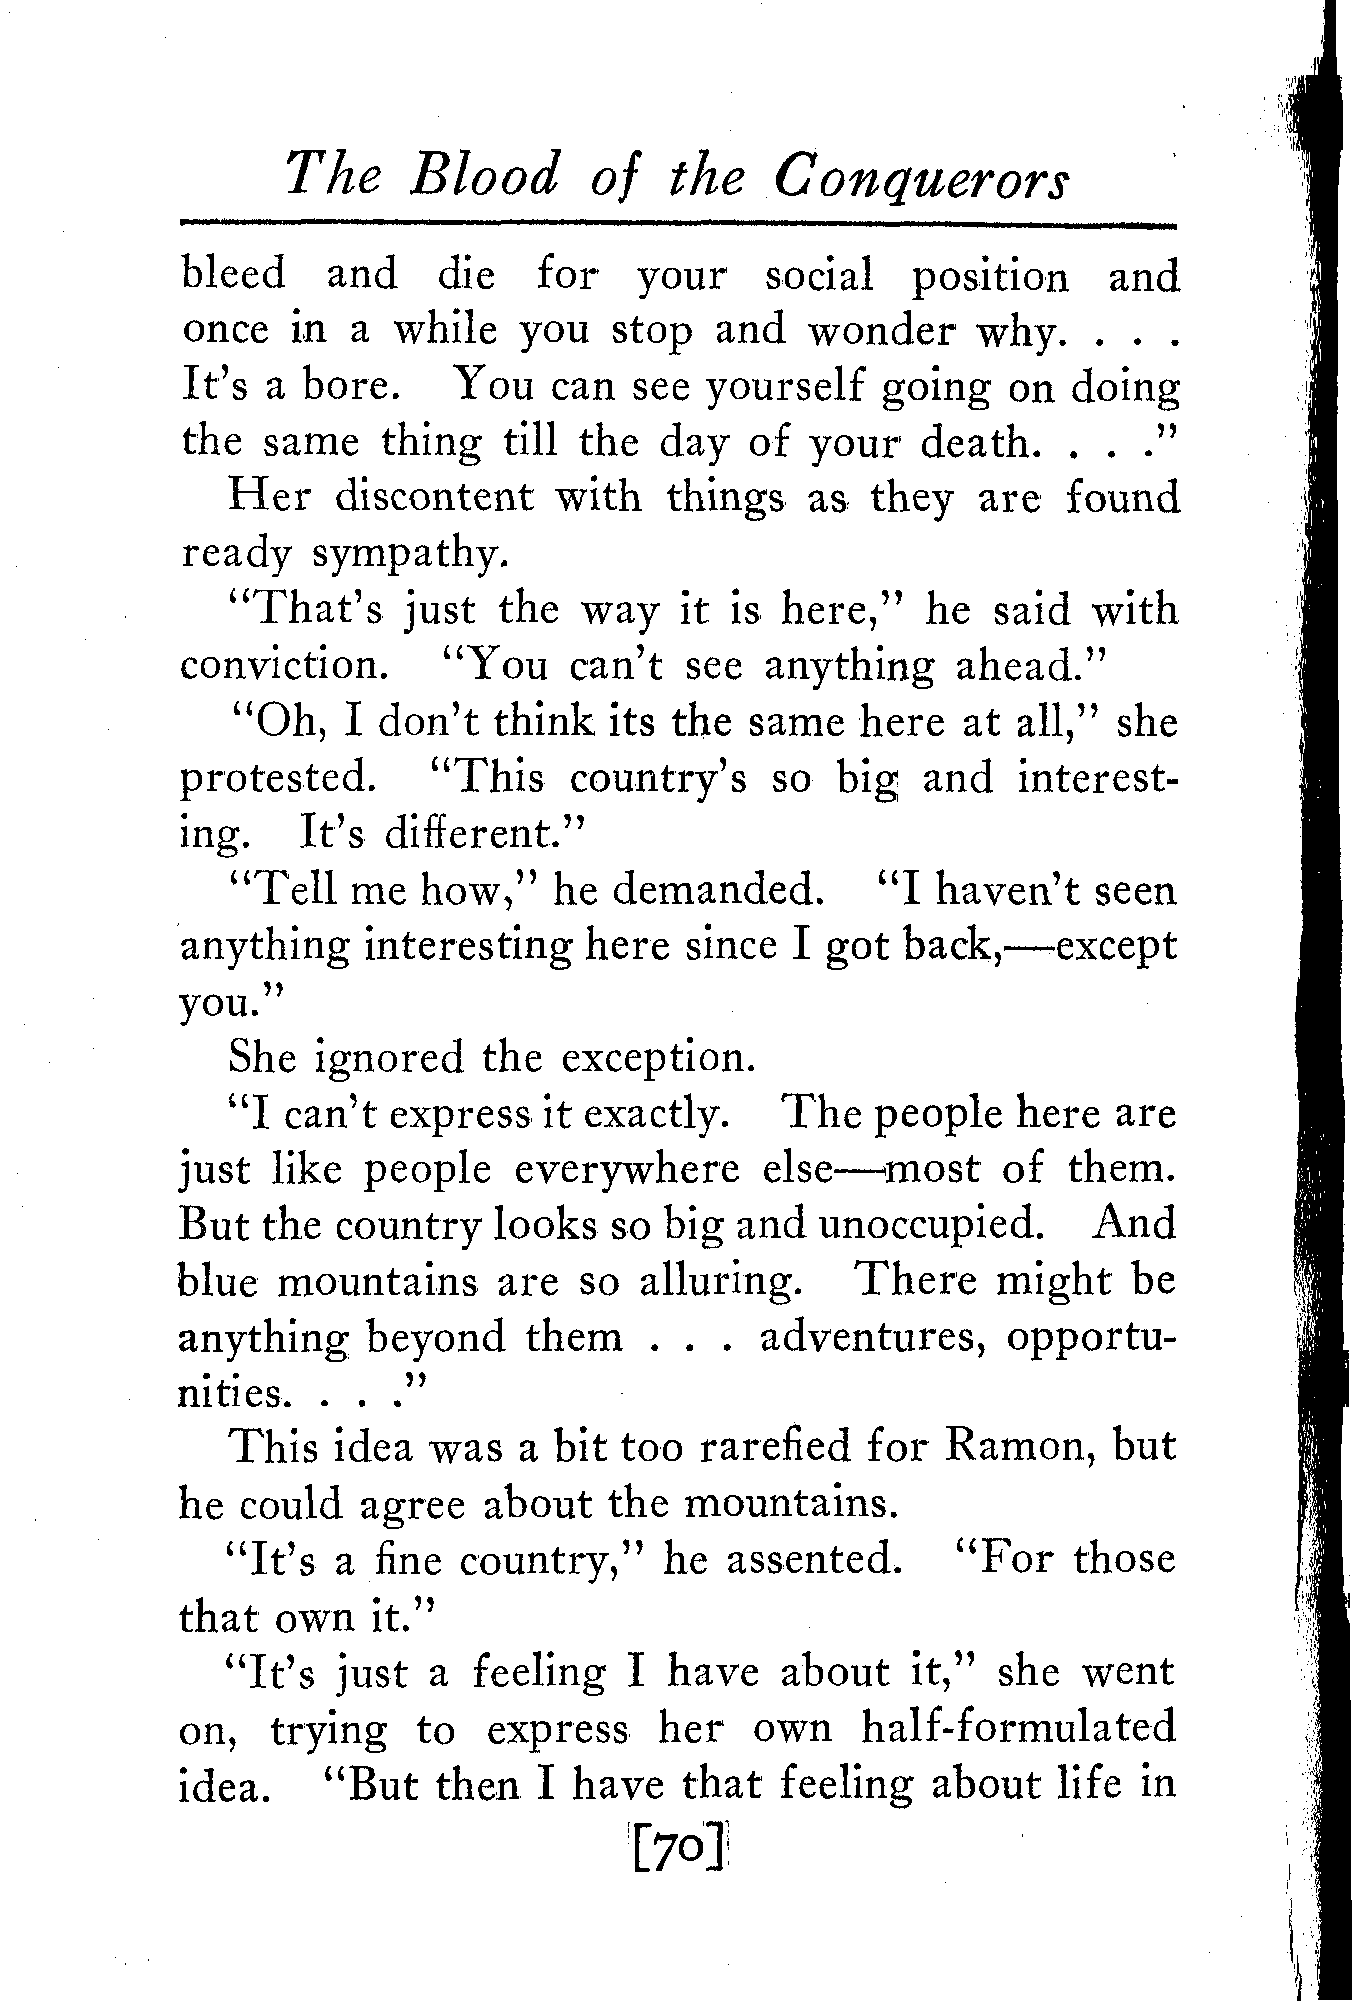 The Blood of the Conquerors
bleed and die for your social position and
once in a while you stop and wonder why. . . .
It's a bore. You can see yourself going on doing
the same thing till the day of your death. . . ."
Her discontent with things as they are found
ready sympathy.
"That's just the way it is here," he said with
conviction. "You can't see anything ahead."
"Oh, I don't think its the same here at all," she
protested. "This country's so big and interest-
ing. It's different."
"Tell me how," he demanded. "I haven't seen
anything interesting here since I got back,—except
you."
She ignored the exception.
"I can't express it exactly. The people here are
just like people everywhere else—most of them.
But the country looks so big and unoccupied. And
blue mountains are so alluring. There might be
anything beyond them . . . adventures, opportu-
nities. . . ."
This idea was a bit too rarefied for Ramon, but
he could agree about the mountains.
"It's a fine country," he assented. "For those
that own it."
"It's just a feeling I have about it," she went
on, trying to express her own half-formulated
idea. "But then I have that feeling about life in
[70]